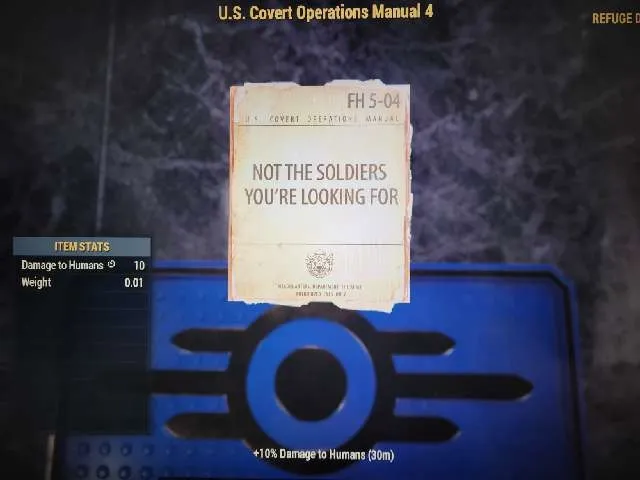 U.S. Covert Operations Manual 4
REFUGE D
FH 5-04
U.S. COVERT OPERATIONS MANUAL
NOT THE SOLDIERS
YOU'RE LOOKING FOR
ITEM STATS
Damage to Humans 10
Weight 0.01
+10% Damage to Humans (30m)